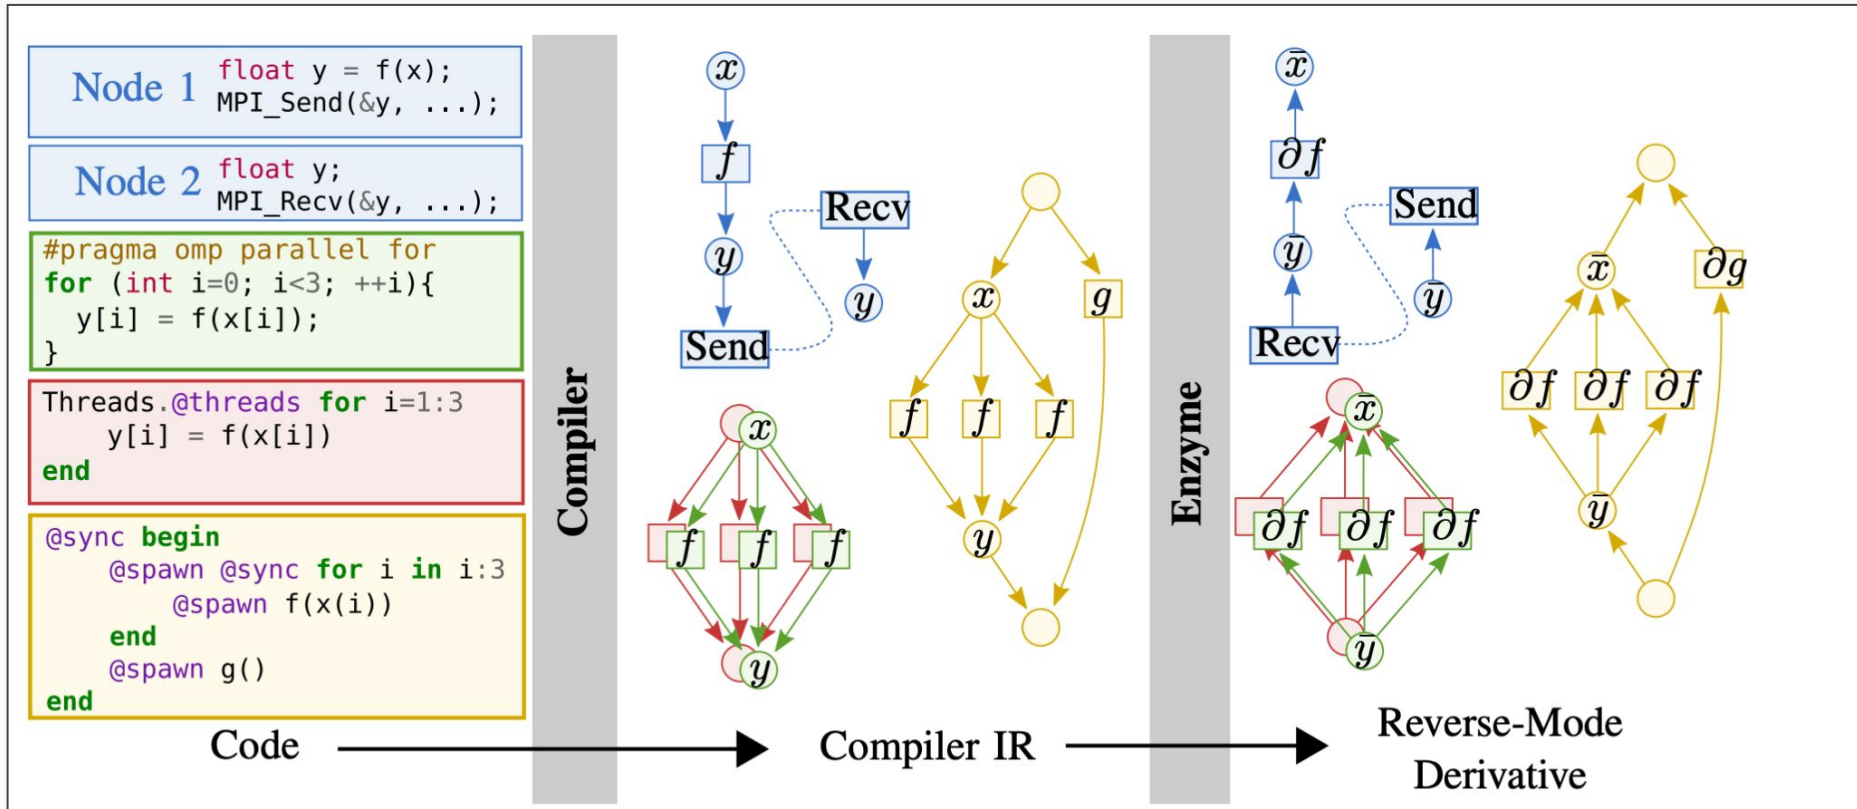 Node 1
float y = f(x);
MPI_Send(&y, ...);
Node 2
float y;
MPI_Recv(&y, ...);
#pragma omp parallel for
for (int i=0; i<3; ++i){
y[i] = f(x[i]);
}
Threads.@threads for i=1:3
y[i] = f(x[i])
end
@sync begin
@spawn @sync for i in i:3
@spawn f(x(i))
end
@spawn g()
end
Code
Compiler
x
f
y
Send
Recv
y
x
g
f f f
y
x
f f f
y
Compiler IR
Enzyme
x̄
∂f
ȳ
Recv
Send
ȳ
x̄
∂g
∂f ∂f ∂f
ȳ
x̄
∂f ∂f ∂f
ȳ
Reverse-Mode
Derivative